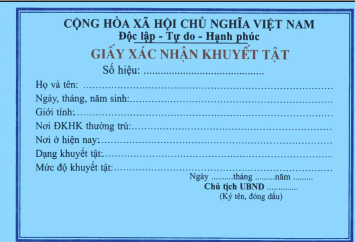 CỘNG HÒA XÃ HỘI CHỦ NGHĨA VIỆT NAM
Độc lập - Tự do - Hạnh phúc
GIẤY XÁC NHẬN KHUYẾT TẬT
Số hiệu: ........................................
Họ và tên: ................................................................
Ngày, tháng, năm sinh:................................................................
Giới tính:................................................................
Nơi ĐKHK thường trú:................................................................
Nơi ở hiện nay:................................................................
Dạng khuyết tật:................................................................
Mức độ khuyết tật:................................................................
Ngày .........tháng .........năm .........
Chủ tịch UBND .............
(Ký tên, đóng dấu)